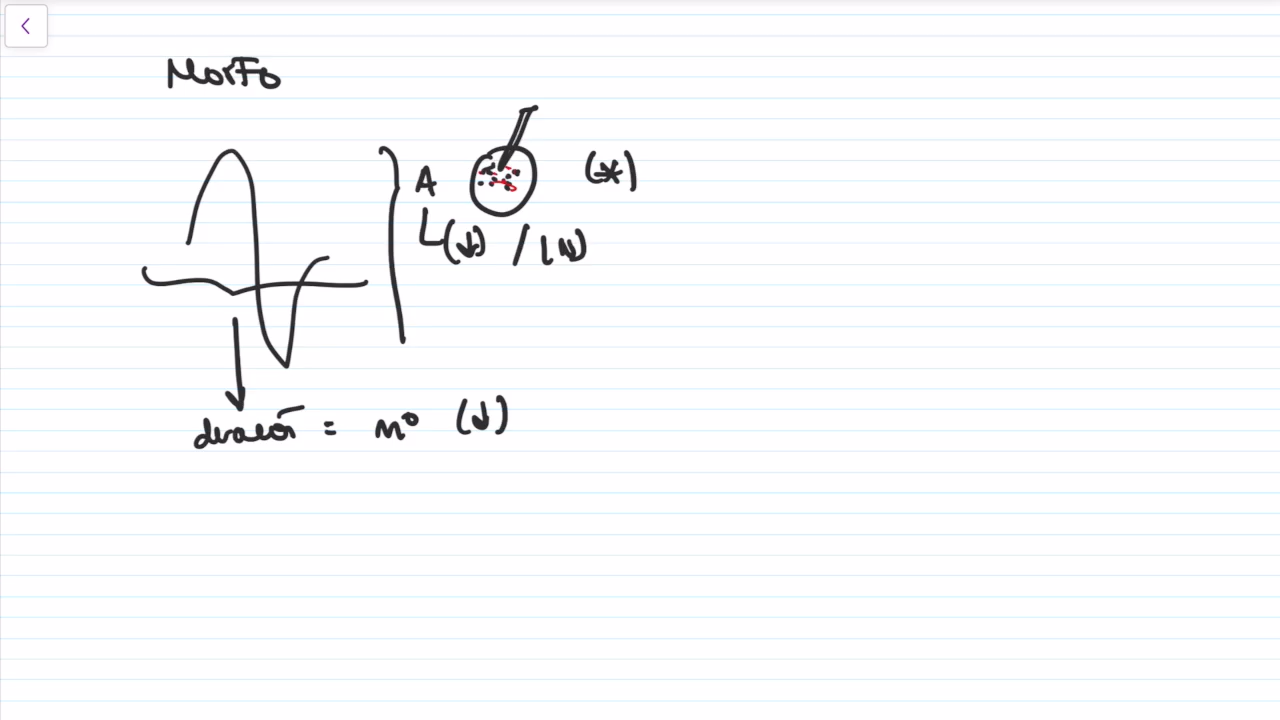 MorFo
A (*)
(↓) / (N)
duración = nº (↓)